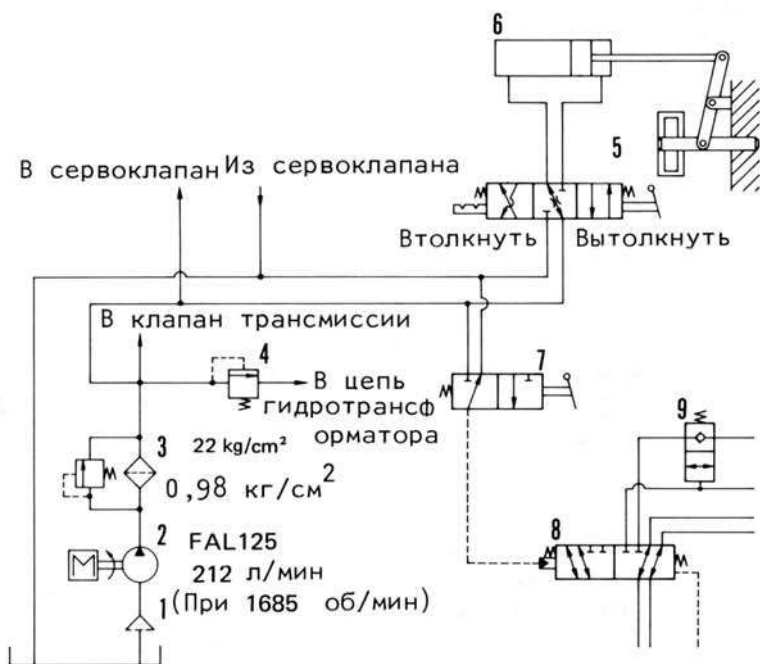 6
5
В сервоклапан
Из сервоклапана
Втолкнуть
Вытолкнуть
В клапан трансмиссии
4
7
В цепь
гидротрансф
орматора
9
3
22 kg/cm²
0,98 кг/см²
8
2
FAL125
M
212 л/мин
1 (При 1685 об/мин)